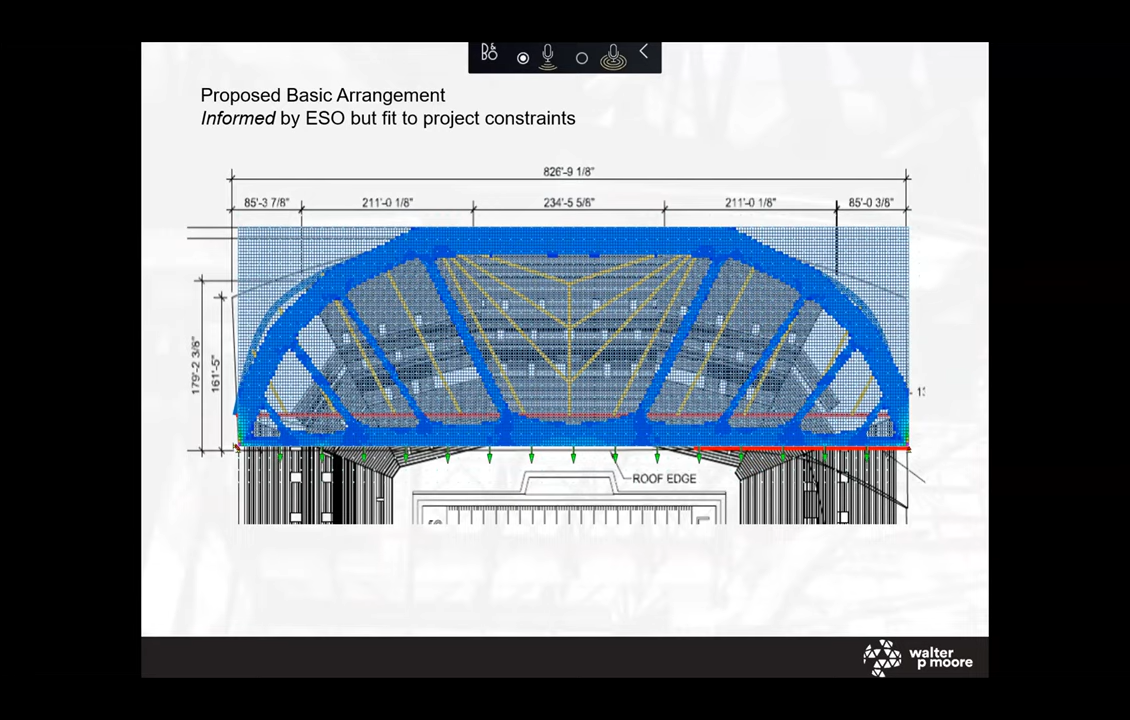 B&O
Proposed Basic Arrangement
Informed by ESO but fit to project constraints
826'-9 1/8"
85'-3 7/8" 211'-0 1/8" 234'-5 5/8" 211'-0 1/8" 85'-0 3/8"
179'-2 3/8"
161'-5"
ROOF EDGE
walter
p moore